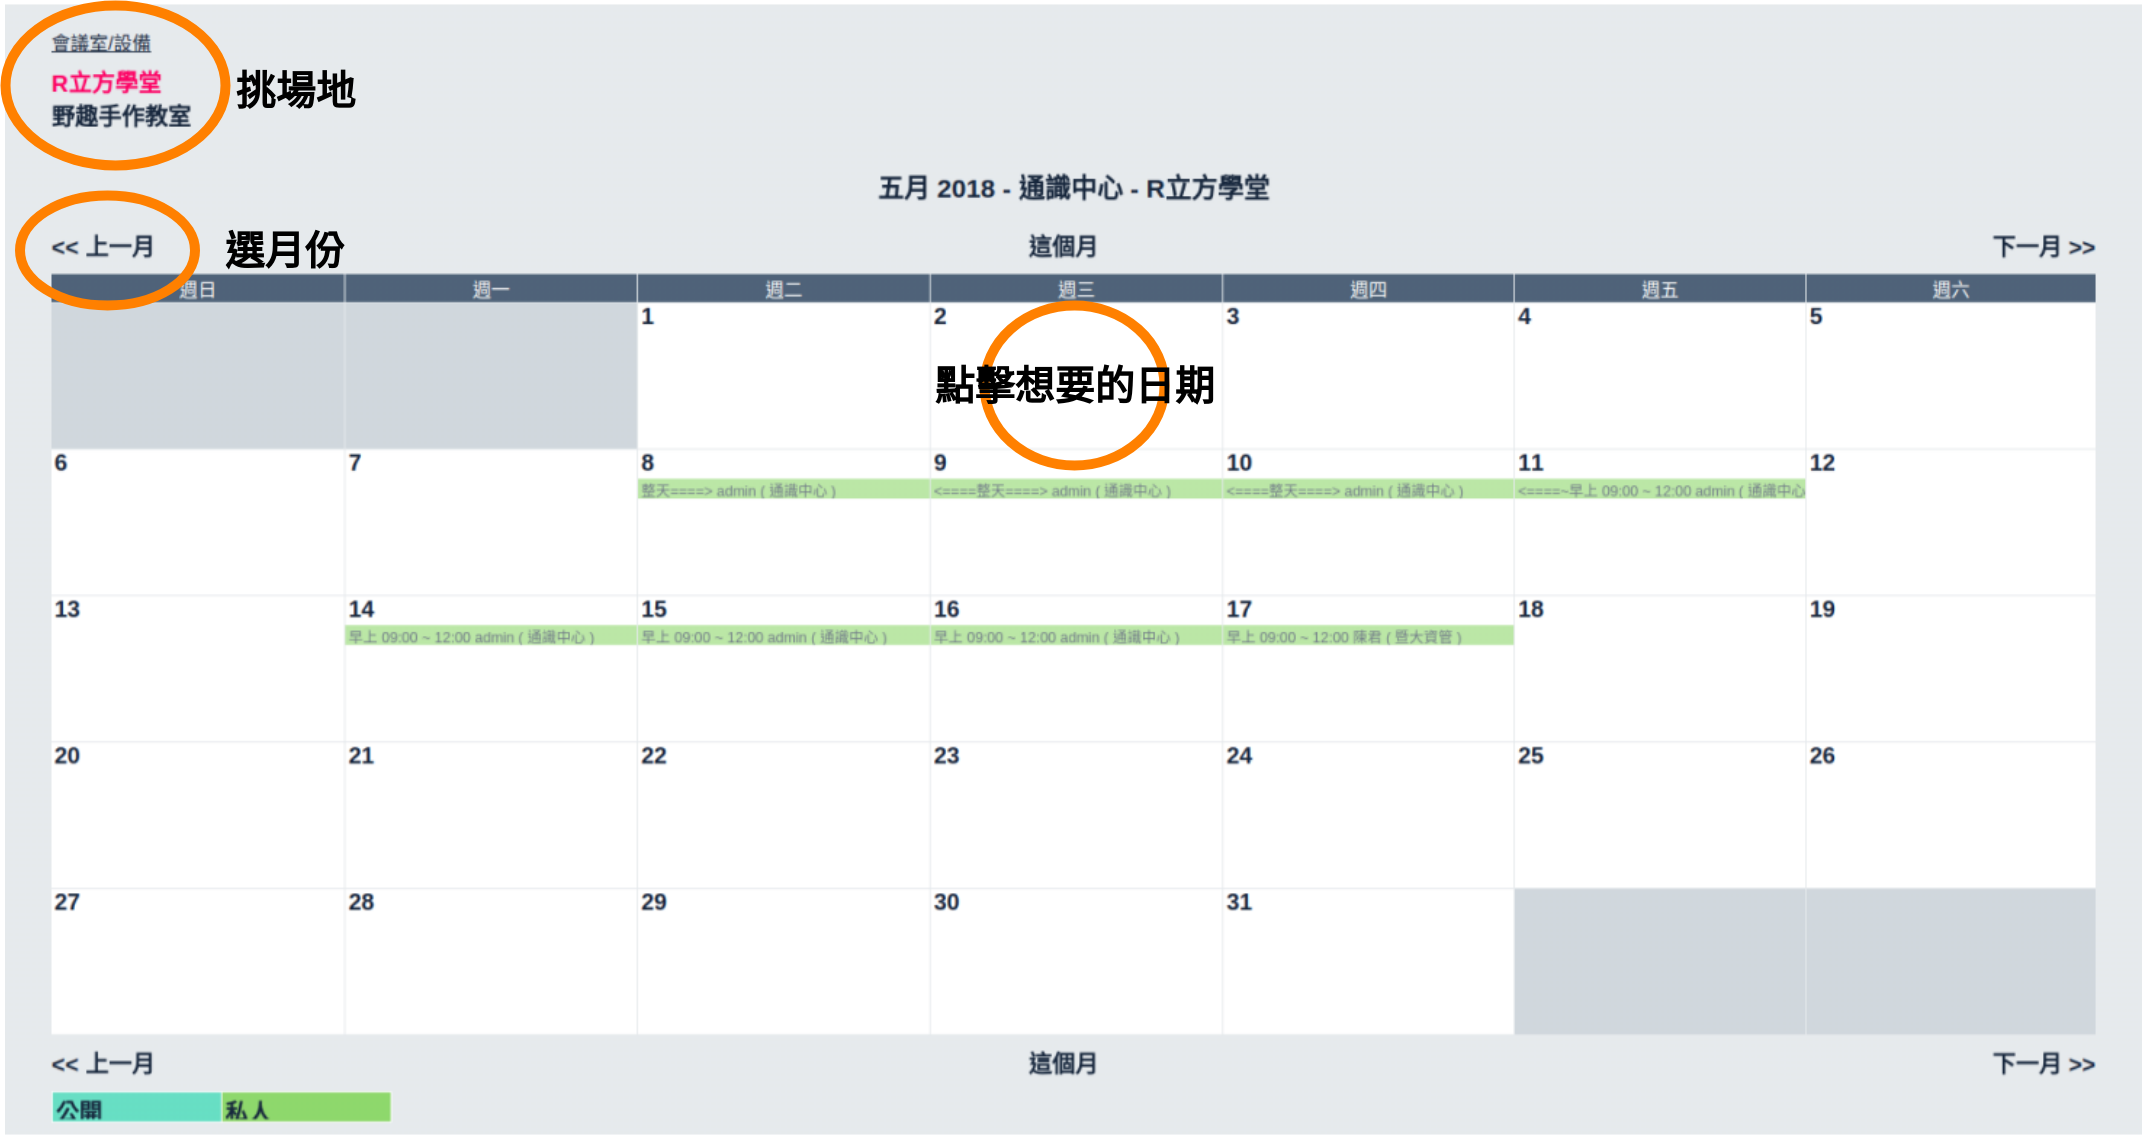 會議室/設備
R立方學堂
野趣手作教室
挑場地
五月 2018 - 通識中心 - R立方學堂
<< 上一月
選月份
這個月
下一月 >>
週日 週一 週二 週三 週四 週五 週六
1 2 3 4 5
點擊想要的日期
6 7 8 9 10 11 12
整天====> admin ( 通識中心 ) <====整天====> admin ( 通識中心 ) <====整天====> admin ( 通識中心 ) <====~早上 09:00 ~ 12:00 admin ( 通識中心
13 14 15 16 17 18 19
早上 09:00 ~ 12:00 admin ( 通識中心 ) 早上 09:00 ~ 12:00 admin ( 通識中心 ) 早上 09:00 ~ 12:00 admin ( 通識中心 ) 早上 09:00 ~ 12:00 陳君 ( 暨大資管 )
20 21 22 23 24 25 26
27 28 29 30 31
<< 上一月 這個月 下一月 >>
公開 私人